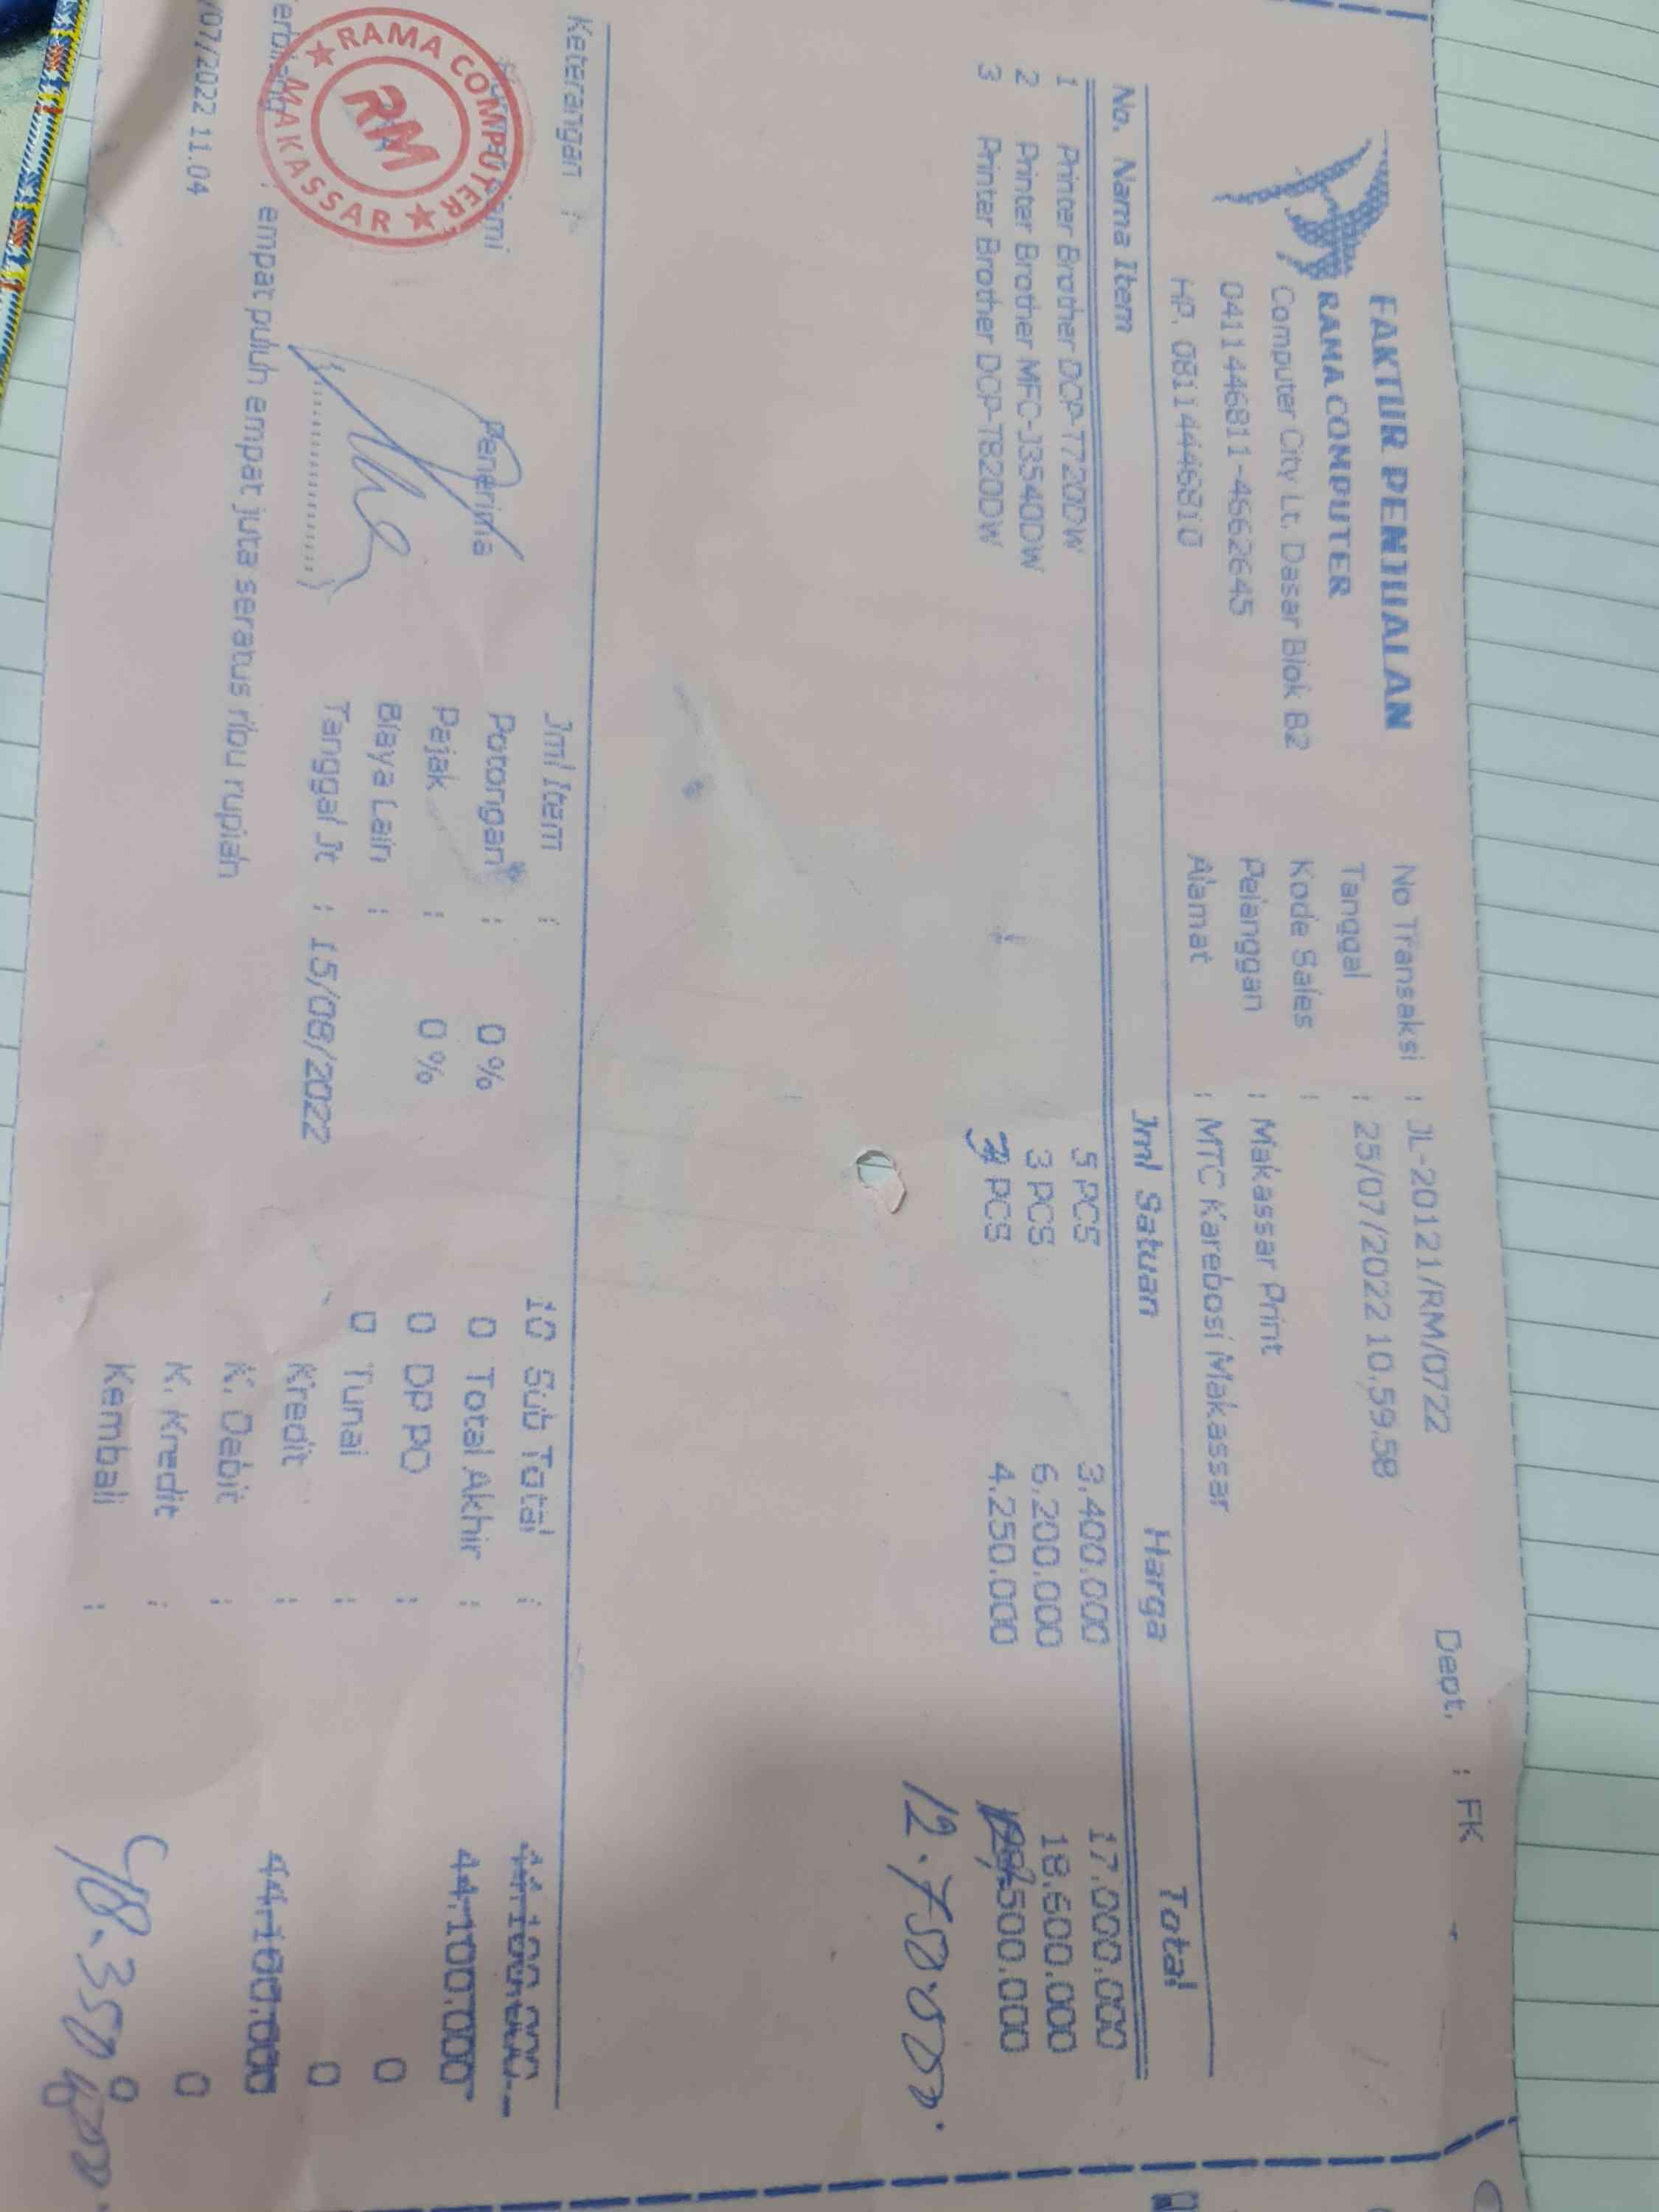 FAKTUR PENJUALAN
RAMA COMPUTER
Computer City Lt. Dasar Blok B2
04114446811-4662645
HP. 08114446810
No Transaksi : JL-20121/RM/0722
Dept. : FK
Tanggal : 25/07/2022 10.59.58
Kode Sales :
Pelanggan : Makassar Print
Alamat : MTC Karebosi Makassar
No. Nama Item Jml Satuan Harga Total
1 Printer Brother DCP-T720DW 5 PCS 3.400.000 17.000.000
2 Printer Brother MFC-J3540DW 3 PCS 6.200.000 18.600.000
3 Printer Brother DCP-T820DW PCS 4.250.000 500.000
12.750.000
Keterangan :
Penerima
(..............)
RAMA COMPUTER
MAKASSAR
RM
Jml Item : 10
Potongan : 0 % 0
Pajak : 0 % 0
Biaya Lain : 0
Tanggal Jt : 15/08/2022
Sub Total : 44.100.000
Total Akhir : 44.100.000
DP PO : 0
Tunai : 0
Kredit : 44.100.000
K. Debit : 0
K. Kredit : 0
Kembali : 0
48.350.000
: empat puluh empat juta seratus ribu rupiah
/07/2022 11.04